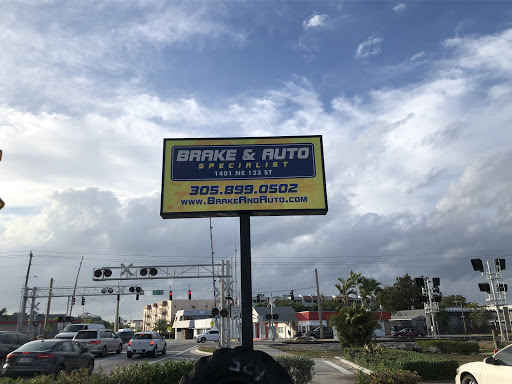 BRAKE & AUTO
SPECIALIST
1401 NE 123 ST
305.899.0502
www.BrakeAndAuto.com